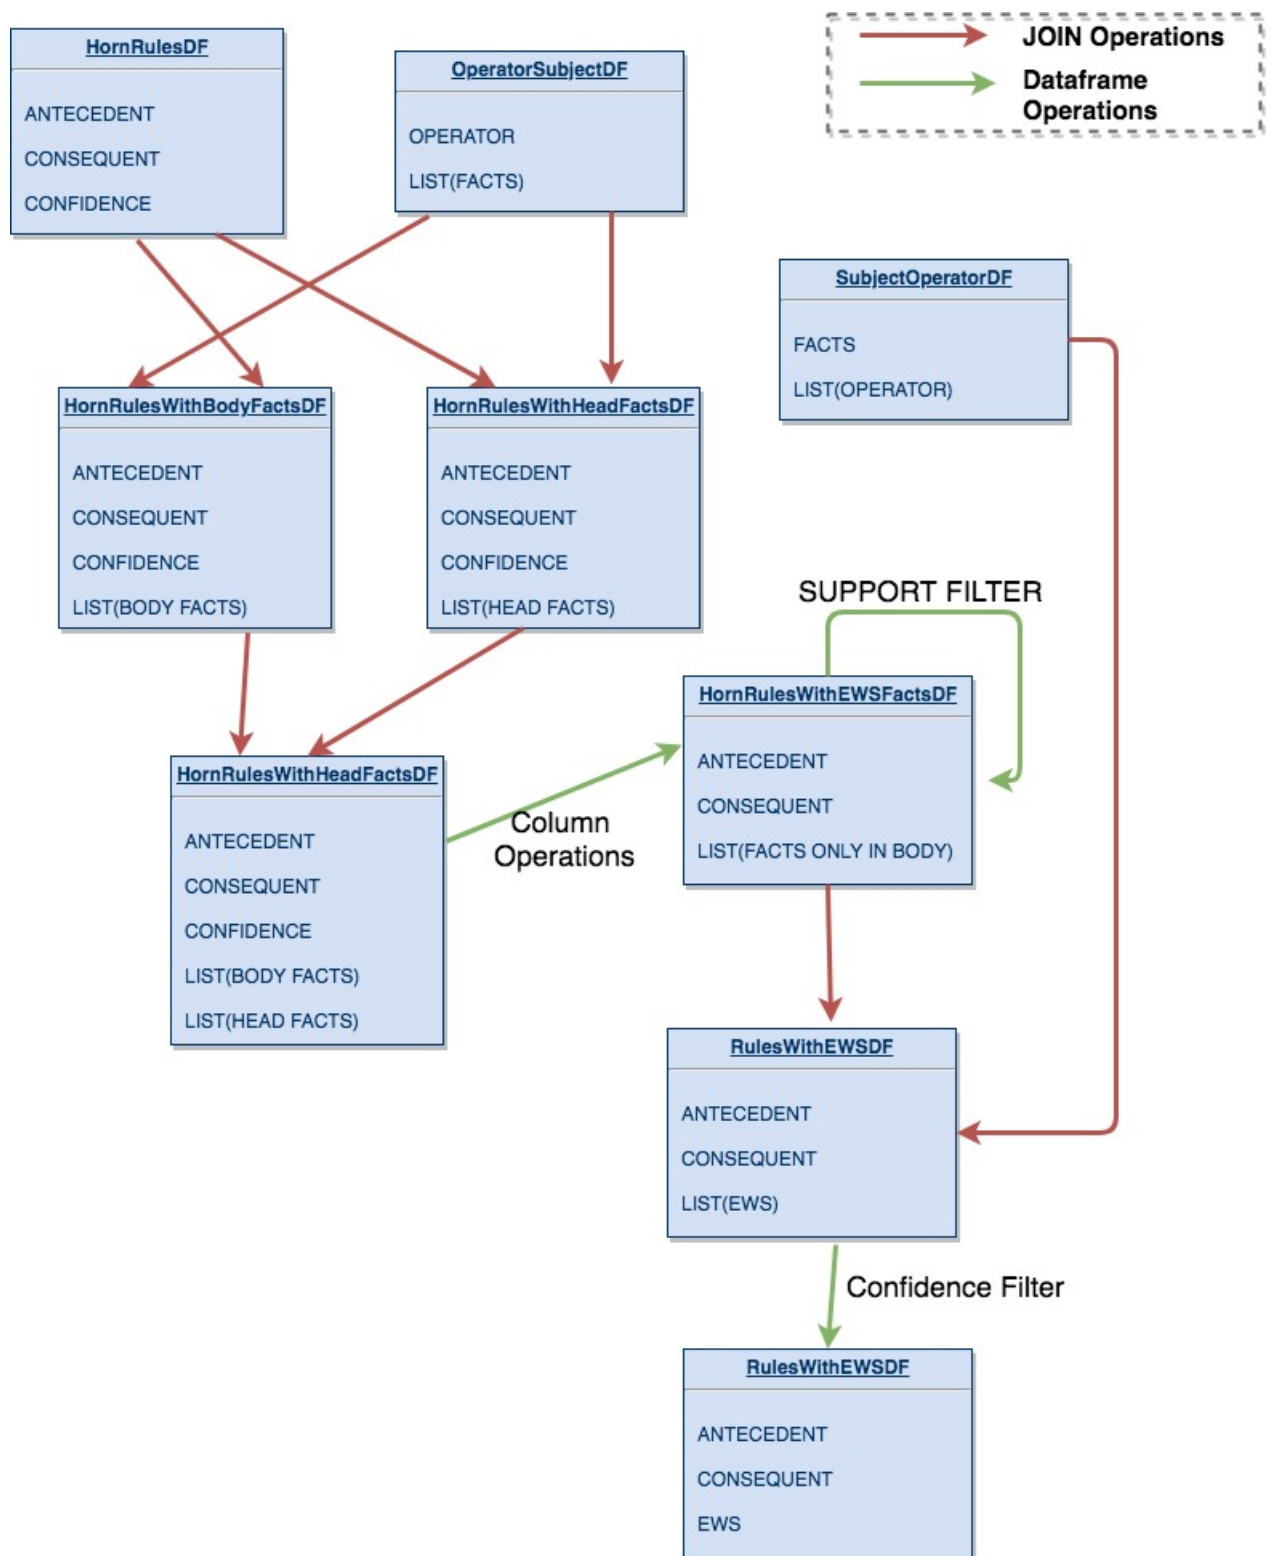 HornRulesDF
ANTECEDENT
CONSEQUENT
CONFIDENCE
OperatorSubjectDF
OPERATOR
LIST(FACTS)
JOIN Operations
Dataframe
Operations
SubjectOperatorDF
FACTS
LIST(OPERATOR)
HornRulesWithBodyFactsDF
ANTECEDENT
CONSEQUENT
CONFIDENCE
LIST(BODY FACTS)
HornRulesWithHeadFactsDF
ANTECEDENT
CONSEQUENT
CONFIDENCE
LIST(HEAD FACTS)
SUPPORT FILTER
HornRulesWithHeadFactsDF
ANTECEDENT
CONSEQUENT
CONFIDENCE
LIST(BODY FACTS)
LIST(HEAD FACTS)
Column
Operations
HornRulesWithEWSFactsDF
ANTECEDENT
CONSEQUENT
LIST(FACTS ONLY IN BODY)
RulesWithEWSDF
ANTECEDENT
CONSEQUENT
LIST(EWS)
Confidence Filter
RulesWithEWSDF
ANTECEDENT
CONSEQUENT
EWS